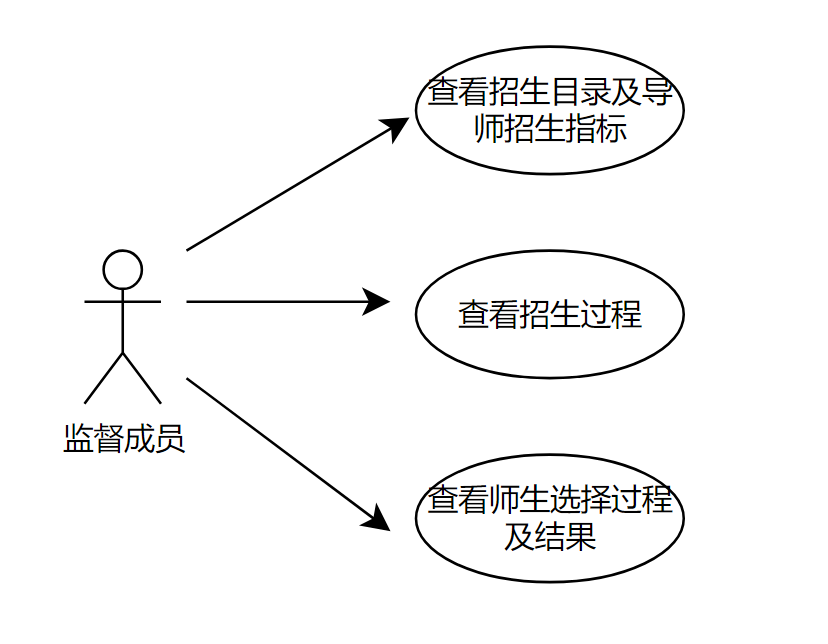 查看招生目录及导
师招生指标
查看招生过程
监督成员
查看师生选择过程
及结果